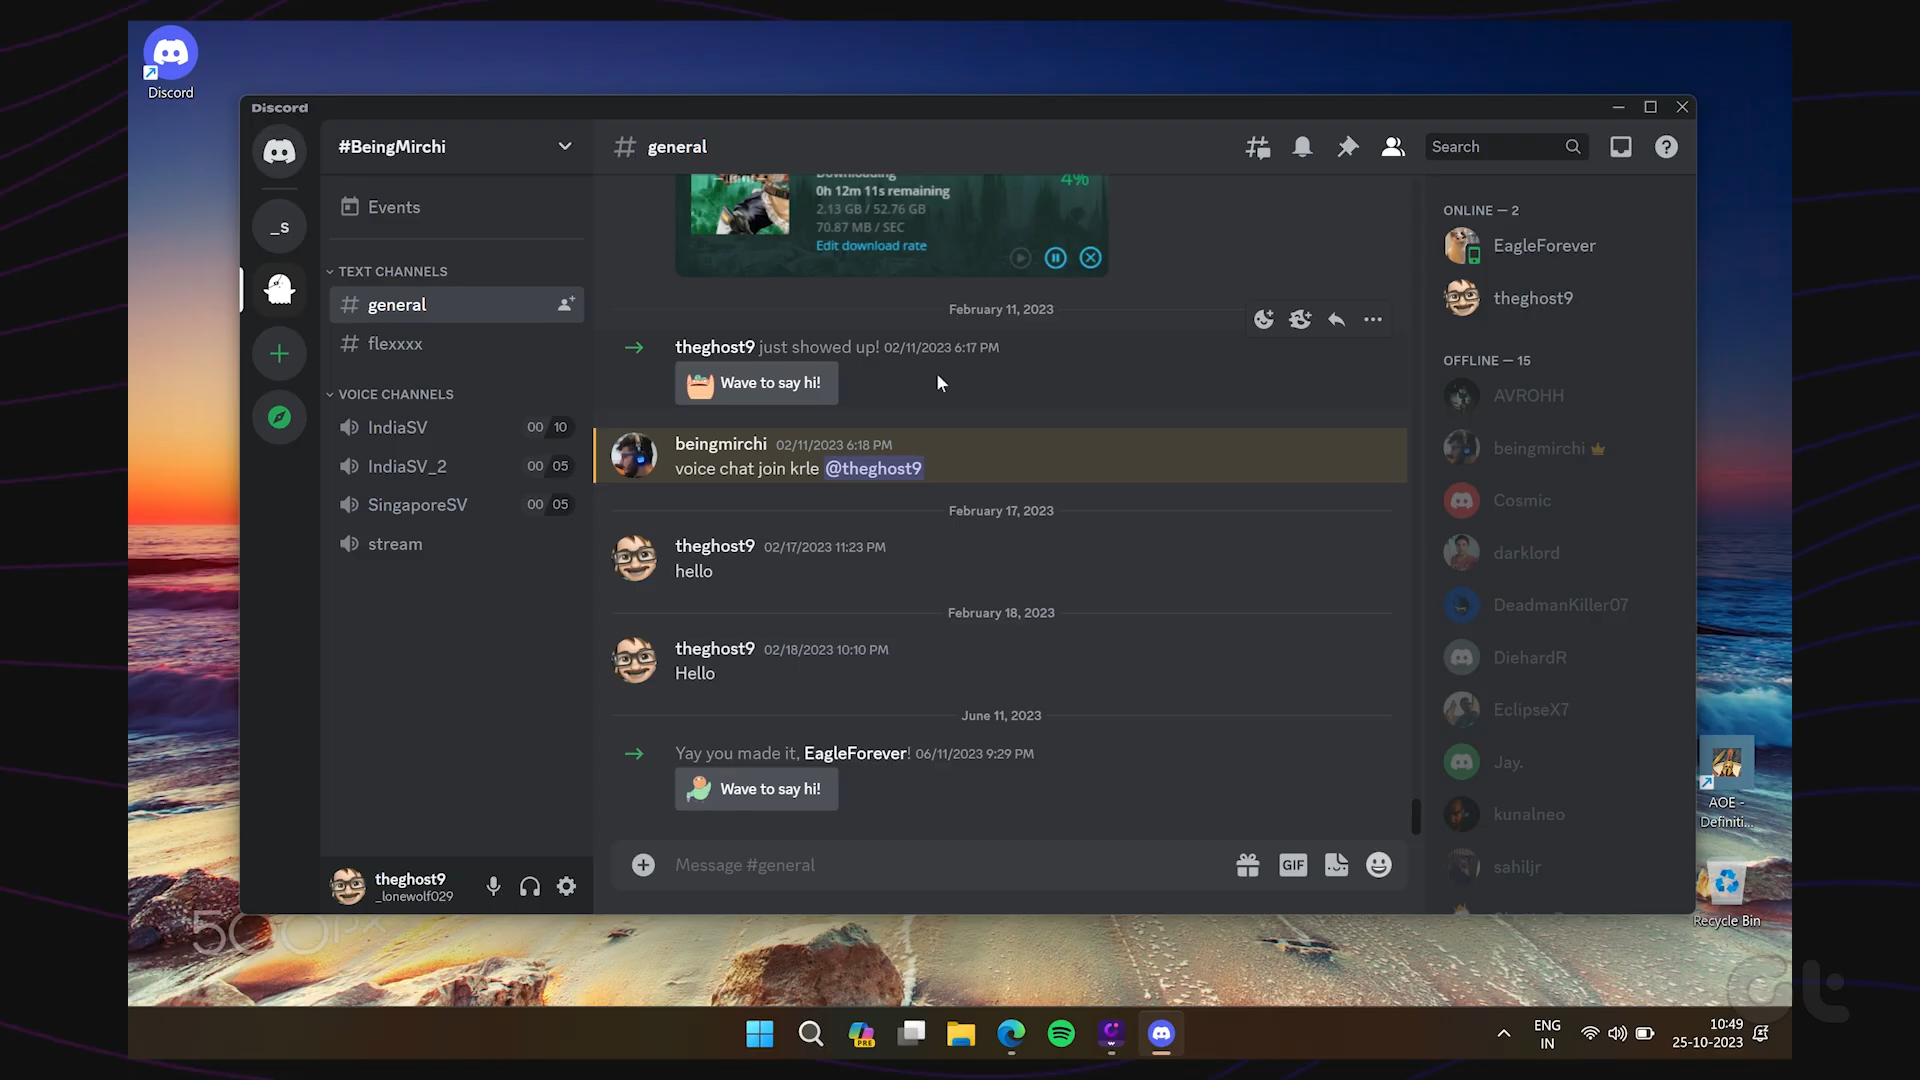 Discord
Discord
#BeingMirchi
general
Search
Events
TEXT CHANNELS
general
flexxxx
VOICE CHANNELS
IndiaSV 00 10
IndiaSV_2 00 05
SingaporeSV 00 05
stream
theghost9
_lonewolf029
Downloading
4%
0h 12m 11s remaining
2.13 GB / 52.76 GB
70.87 MB / SEC
Edit download rate
February 11, 2023
theghost9 just showed up! 02/11/2023 6:17 PM
Wave to say hi!
beingmirchi 02/11/2023 6:18 PM
voice chat join krle @theghost9
February 17, 2023
theghost9 02/17/2023 11:23 PM
hello
February 18, 2023
theghost9 02/18/2023 10:10 PM
Hello
June 11, 2023
Yay you made it, EagleForever! 06/11/2023 9:29 PM
Wave to say hi!
Message #general
GIF
ONLINE — 2
EagleForever
theghost9
OFFLINE — 15
AVROHH
beingmirchi
Cosmic
darklord
DeadmanKiller07
DiehardR
EclipseX7
Jay.
kunalneo
sahiljr
_s
AOE -
Definiti...
Recycle Bin
500px
PRE
ENG
IN
10:49
25-10-2023
Gt